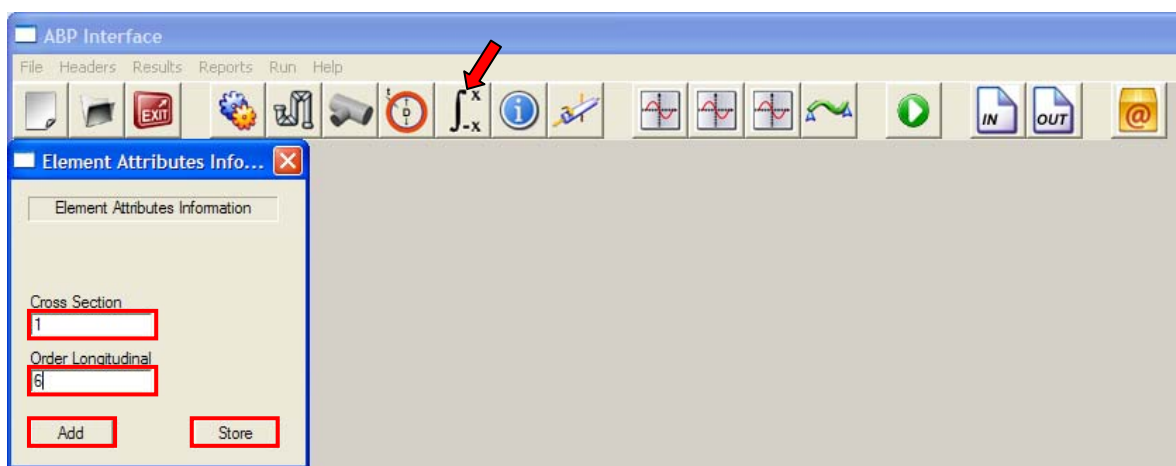 ABP Interface
File Headers Results Reports Run Help
EXIT
t
D
x
-x
i
3
IN
OUT
@
Element Attributes Info...
Element Attributes Information
Cross Section
1
Order Longitudinal
6
Add Store